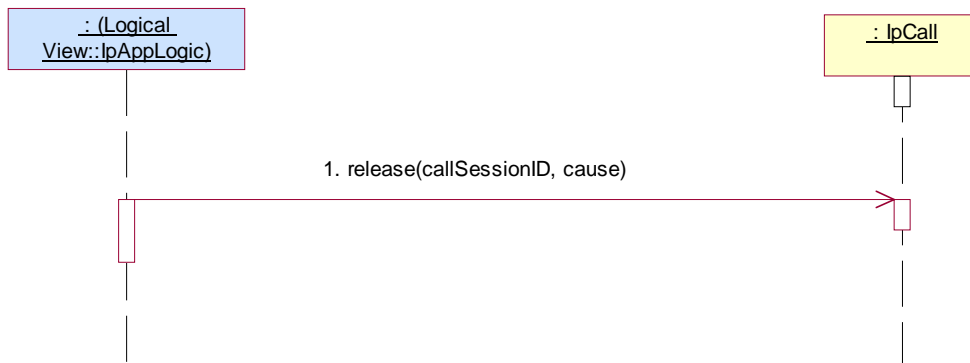 : (Logical
View::IpAppLogic)
: IpCall
1. release(callSessionID, cause)